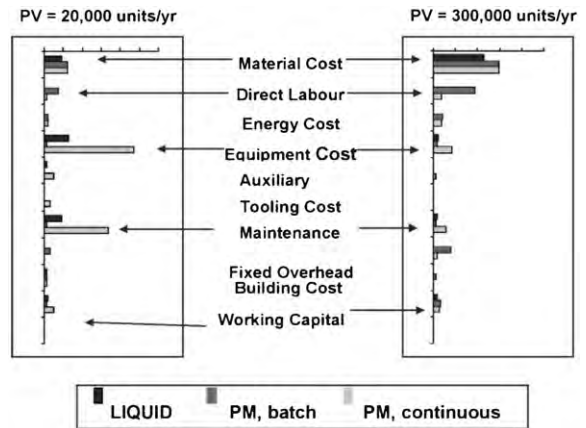 PV = 20,000 units/yr
PV = 300,000 units/yr
Material Cost
Direct Labour
Energy Cost
Equipment Cost
Auxiliary
Tooling Cost
Maintenance
Fixed Overhead
Building Cost
Working Capital
LIQUID
PM, batch
PM, continuous